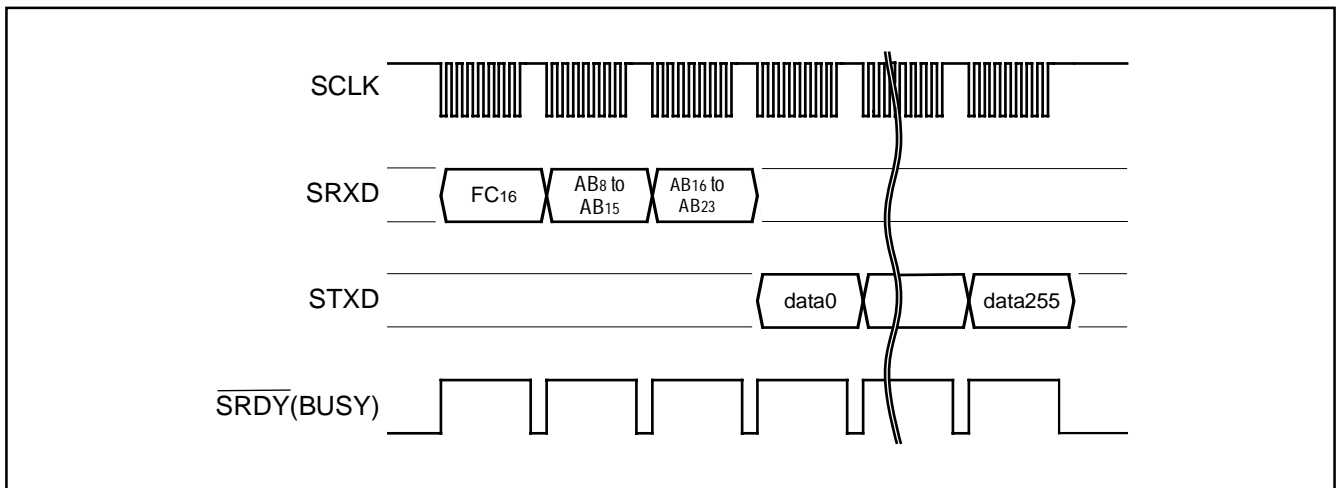 SCLK
SRXD
FC16
AB8 to
AB15
AB16 to
AB23
STXD
data0
data255
SRDY(BUSY)